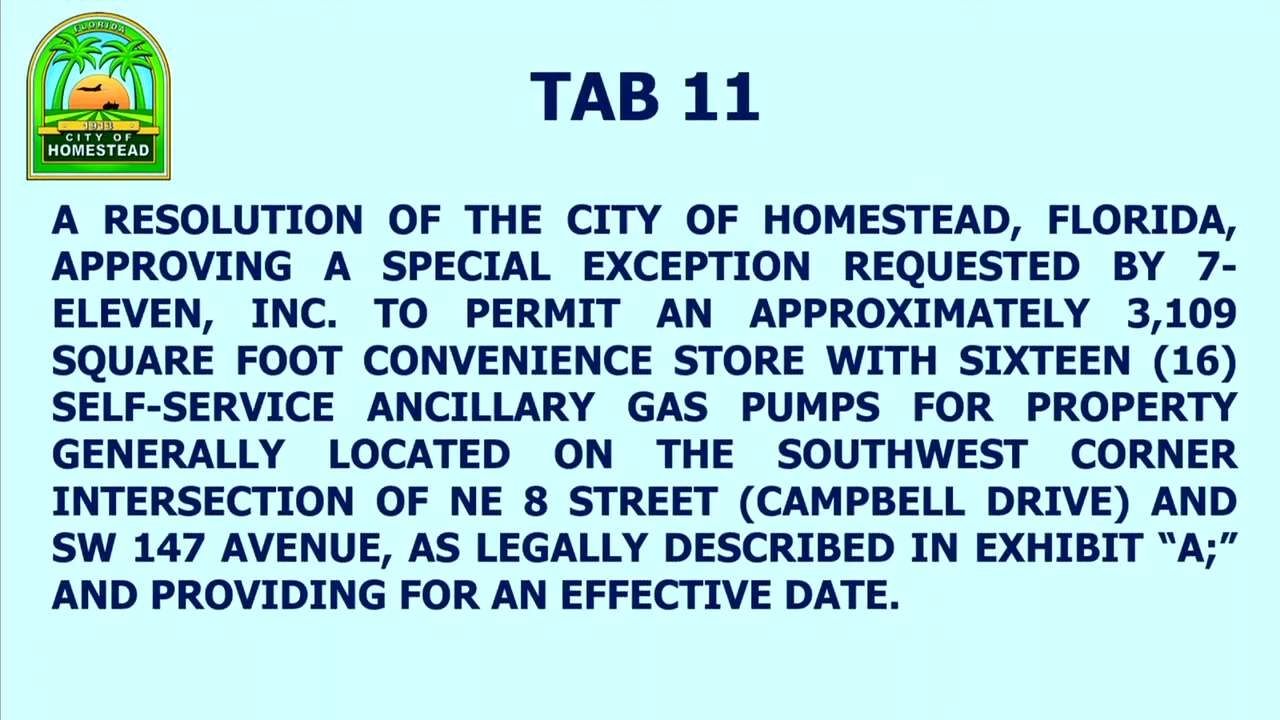 FLORIDA
1913
CITY OF
HOMESTEAD
TAB 11
A RESOLUTION OF THE CITY OF HOMESTEAD, FLORIDA,
APPROVING A SPECIAL EXCEPTION REQUESTED BY 7-
ELEVEN, INC. TO PERMIT AN APPROXIMATELY 3,109
SQUARE FOOT CONVENIENCE STORE WITH SIXTEEN (16)
SELF-SERVICE ANCILLARY GAS PUMPS FOR PROPERTY
GENERALLY LOCATED ON THE SOUTHWEST CORNER
INTERSECTION OF NE 8 STREET (CAMPBELL DRIVE) AND
SW 147 AVENUE, AS LEGALLY DESCRIBED IN EXHIBIT “A;”
AND PROVIDING FOR AN EFFECTIVE DATE.